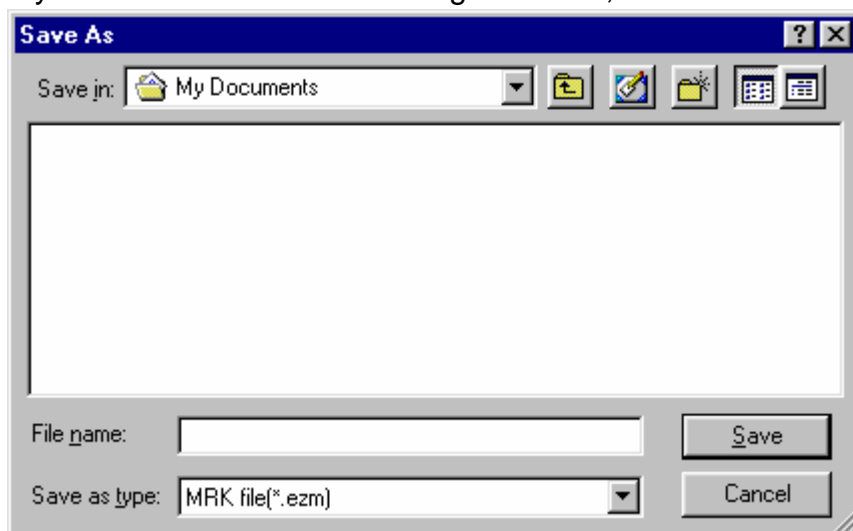 Save As
Save in: My Documents
File name:
Save
Save as type: MRK file(*.ezm)
Cancel